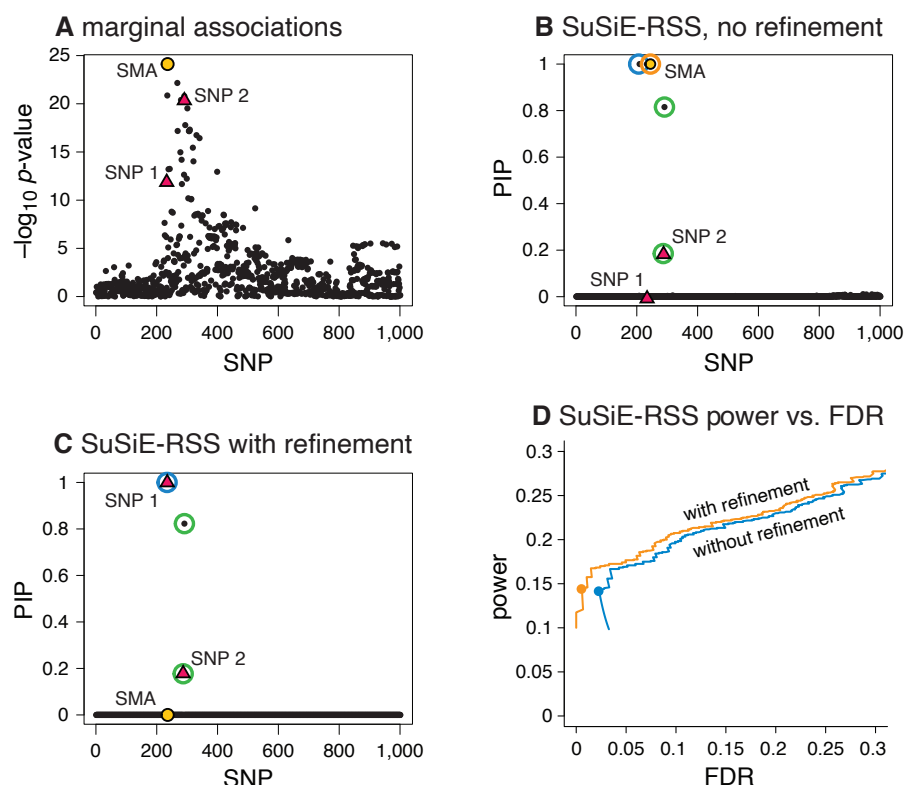 A marginal associations
25
20
15
10
5
0
–log10 p-value
SMA
SNP 2
SNP 1
0 200 400 600 800 1,000
SNP
B SuSiE-RSS, no refinement
1
0.8
0.6
0.4
0.2
0
PIP
SMA
SNP 2
SNP 1
0 200 400 600 800 1,000
SNP
C SuSiE-RSS with refinement
1
0.8
0.6
0.4
0.2
0
PIP
SNP 1
SNP 2
SMA
0 200 400 600 800 1,000
SNP
D SuSiE-RSS power vs. FDR
0.3
0.25
0.2
0.15
0.1
0.05
0
power
with refinement
without refinement
0 0.05 0.1 0.15 0.2 0.25 0.3
FDR